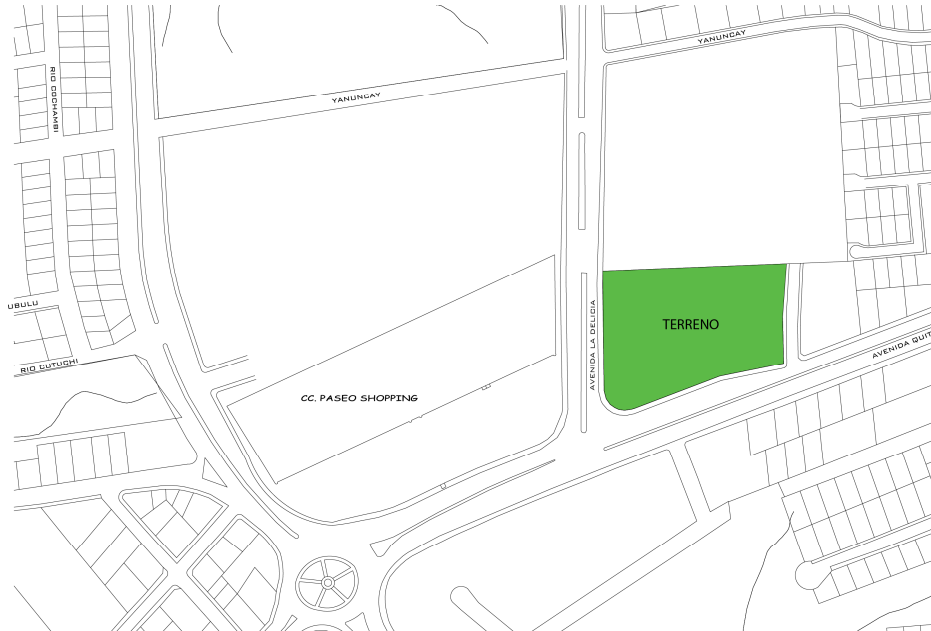 YANUNCAY
RIO COCHAMBI
YANUNCAY
UBULU
AVENIDA LA DELICIA
TERRENO
RIO CUTUCHI
AVENIDA QUIT
CC. PASEO SHOPPING